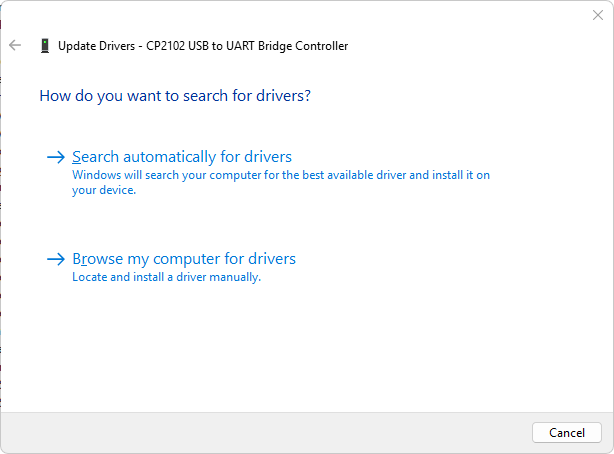 Update Drivers - CP2102 USB to UART Bridge Controller
How do you want to search for drivers?
Search automatically for drivers
Windows will search your computer for the best available driver and install it on
your device.
Browse my computer for drivers
Locate and install a driver manually.
Cancel